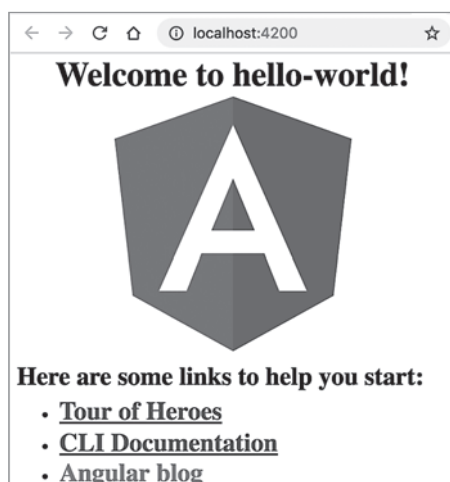 localhost:4200
Welcome to hello-world!
A
Here are some links to help you start:
• Tour of Heroes
• CLI Documentation
• Angular blog